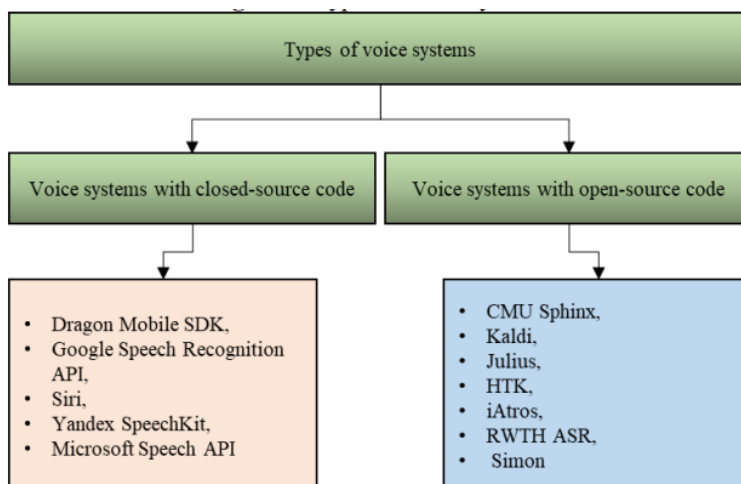 Types of voice systems
Voice systems with closed-source code
Voice systems with open-source code
• Dragon Mobile SDK,
• Google Speech Recognition
API,
• Siri,
• Yandex SpeechKit,
• Microsoft Speech API
• CMU Sphinx,
• Kaldi,
• Julius,
• HTK,
• iAtros,
• RWTH ASR,
• Simon